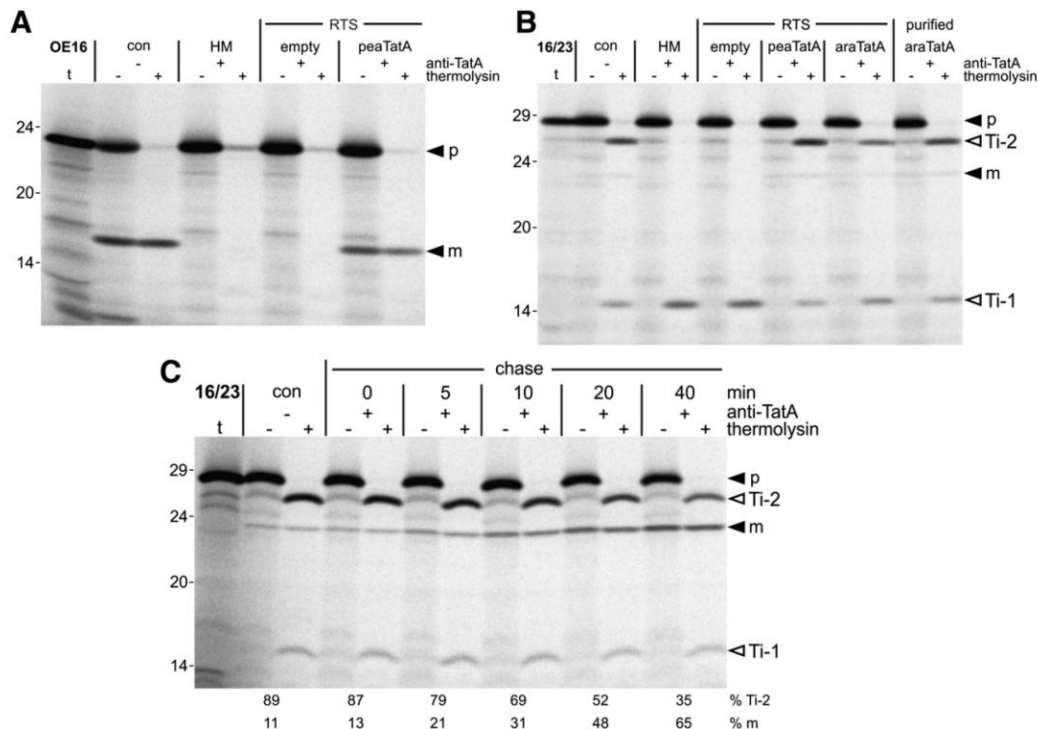 A
RTS
OE16 con HM empty peaTatA
- + + + anti-TatA
t - + - + - + - + thermolysin
24-
p
20-
m
14-
B
RTS
purified
16/23 con HM empty peaTatA araTatA araTatA
- + + + + + anti-TatA
t - + - + - + - + - + - + thermolysin
29-
p
Ti-2
24-
m
20-
14-
Ti-1
C
chase
16/23 con 0 5 10 20 40 min
- + + + + + anti-TatA
t - + - + - + - + - + - + thermolysin
29-
p
Ti-2
24-
m
20-
Ti-1
14-
89 87 79 69 52 35 % Ti-2
11 13 21 31 48 65 % m